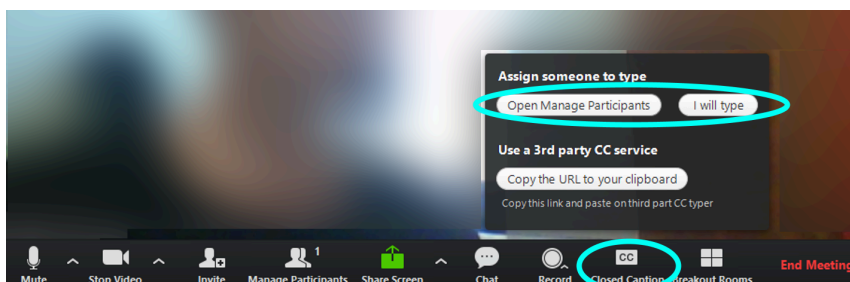 Assign someone to type
Open Manage Participants I will type
Use a 3rd party CC service
Copy the URL to your clipboard
Copy this link and paste on third part CC typer
1
CC
Mute Stop Video Invite Manage Participants Share Screen Chat Record Closed Caption Breakout Rooms End Meeting